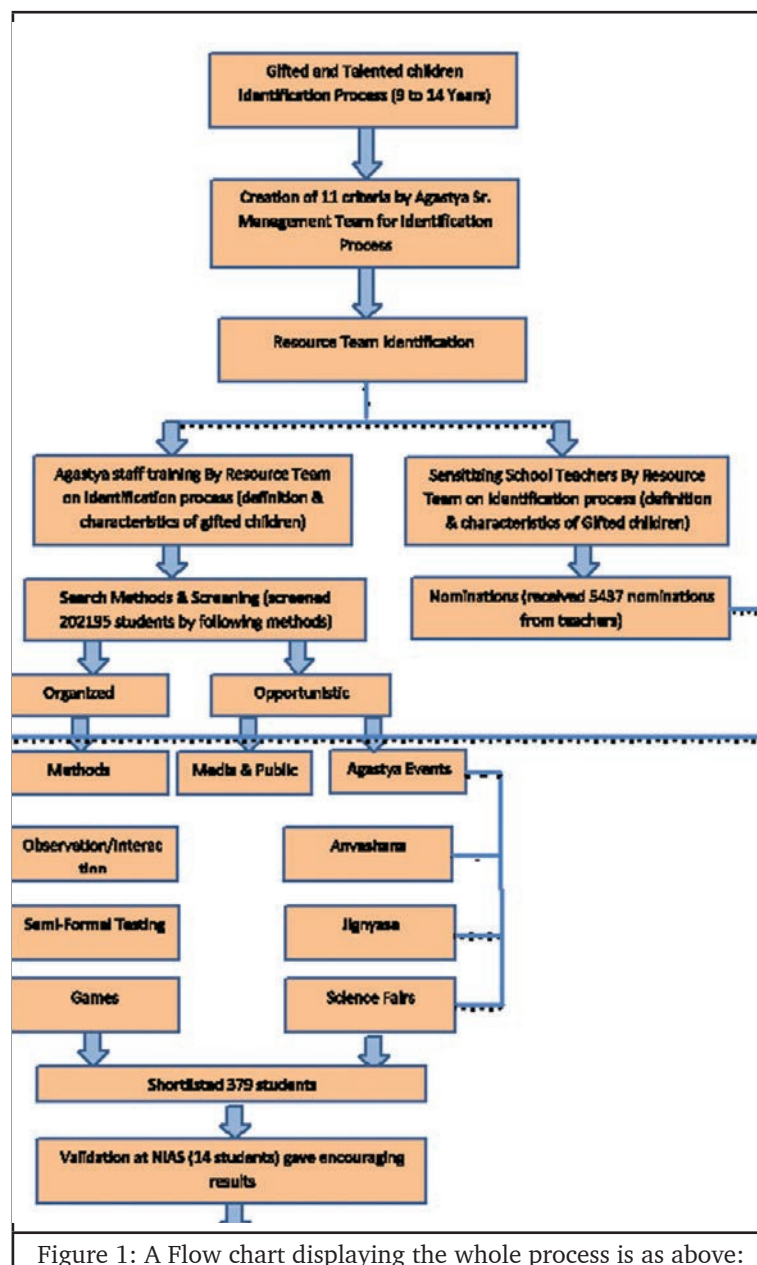 Gifted and Talented children
Identification Process (9 to 14 Years)
Creation of 11 criteria by Agastya Sr.
Management Team for Identification
Process
Resource Team Identification
Agastya staff training By Resource Team
on Identification process (definition &
characteristics of gifted children)
Sensitizing School Teachers By Resource
Team on Identification process (definition
& characteristics of Gifted children)
Search Methods & Screening (screened
202195 students by following methods)
Nominations (received 5437 nominations
from teachers)
Organized
Opportunistic
Methods
Media & Public
Agastya Events
Observation/Interac
tion
Anvashana
Semi-Formal Testing
Jignyasa
Games
Science Fairs
Shortlisted 379 students
Validation at NIAS (14 students) gave encouraging
results
Figure 1: A Flow chart displaying the whole process is as above: